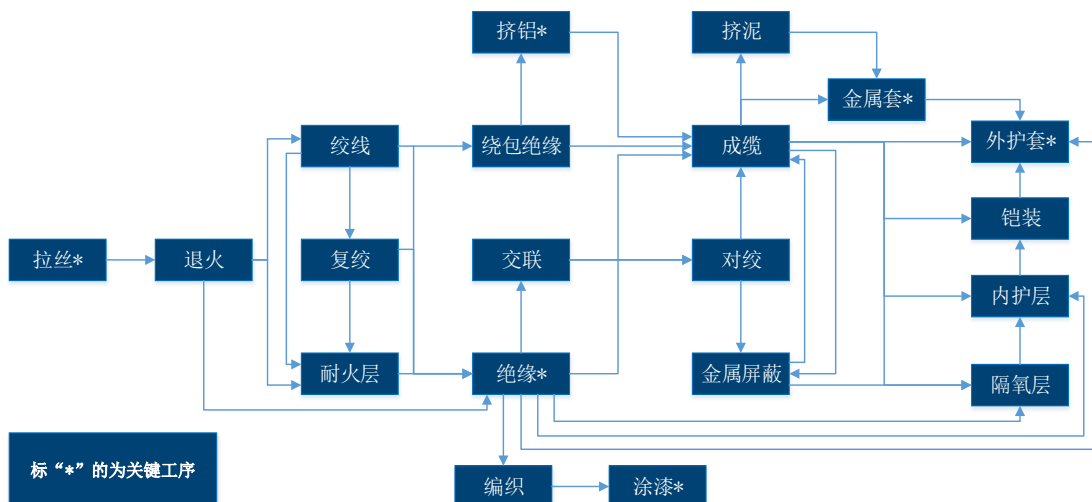 挤铝*
挤泥
金属套*
绞线
绕包绝缘
成缆
外护套*
铠装
拉丝*
退火
复绞
交联
对绞
内护层
耐火层
绝缘*
金属屏蔽
隔氧层
标“*”的为关键工序
编织
涂漆*